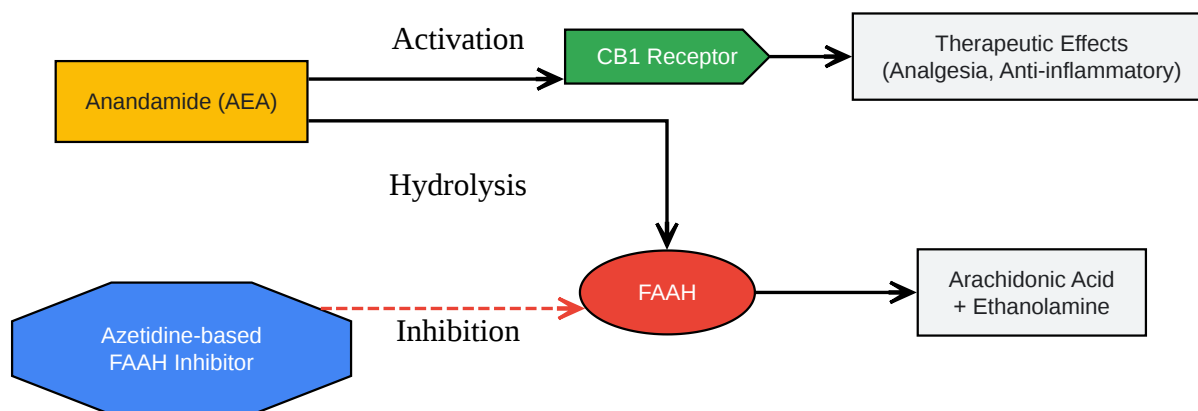 Activation
CB1 Receptor
Therapeutic Effects
(Analgesia, Anti-inflammatory)
Anandamide (AEA)
Hydrolysis
FAAH
Arachidonic Acid
+ Ethanolamine
Inhibition
Azetidine-based
FAAH Inhibitor